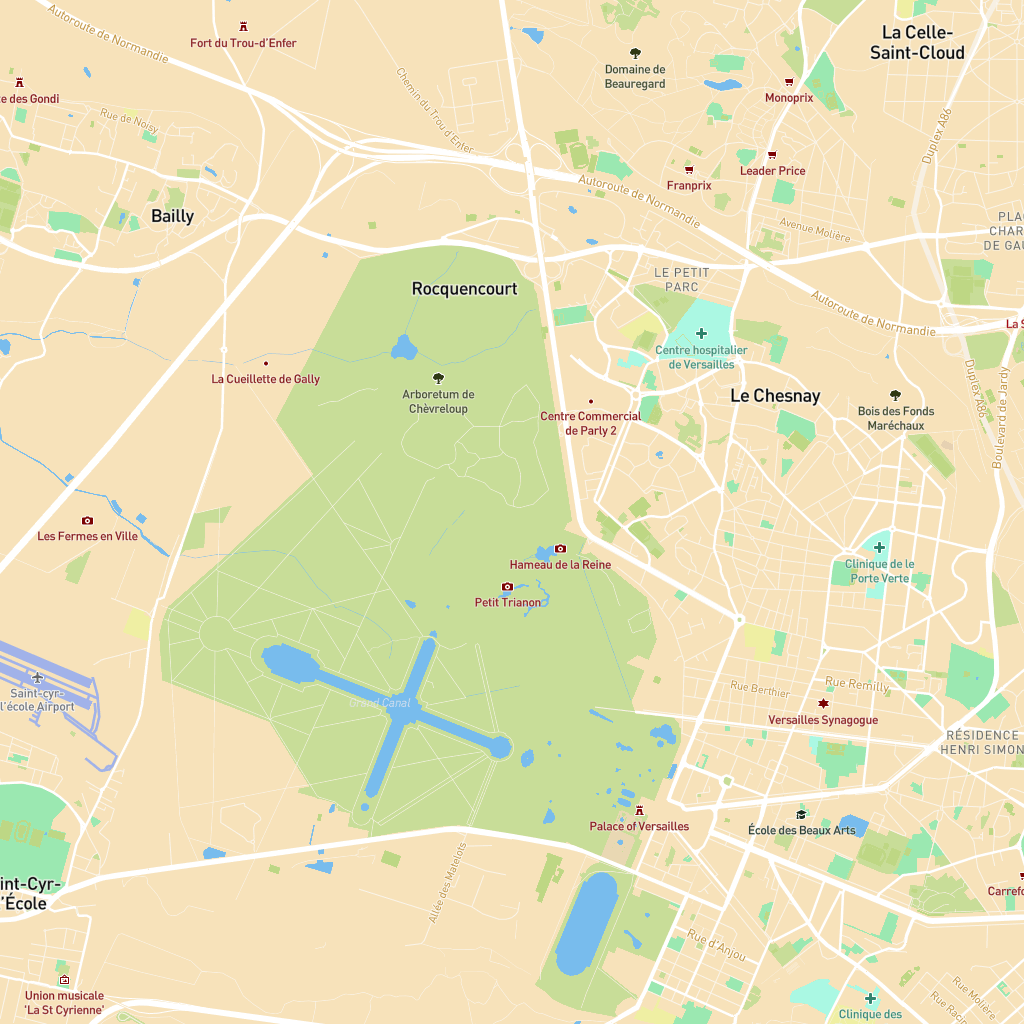 Autoroute de Normandie
Fort du Trou-d'Enfer
La Celle-
Saint-Cloud
Domaine de
Beauregard
te des Gondi
Monoprix
Chemin du Trou d'Enfer
Duplex A86
Rue de Noisy
Leader Price
Franprix
Autoroute de Normandie
Bailly
PLAC
CHAR
DE GAU
Avenue Molière
LE PETIT
PARC
Rocquencourt
Autoroute de Normandie
La S
Centre hospitalier
de Versailles
La Cueillette de Gally
Arboretum de
Chèvreloup
Le Chesnay
Duplex A86
Boulevard de Jardy
Centre Commercial
de Parly 2
Bois des Fonds
Maréchaux
Les Fermes en Ville
Hameau de la Reine
Clinique de le
Porte Verte
Petit Trianon
Saint-cyr-
l'école Airport
Rue Berthier
Rue Remilly
Grand Canal
Versailles Synagogue
RÉSIDENCE
HENRI SIMON
Palace of Versailles
École des Beaux Arts
Allée des Matelots
int-Cyr-
'École
Carrefo
Rue d'Anjou
Union musicale
'La St Cyrienne'
Rue Molière
Rue Racin
Clinique des